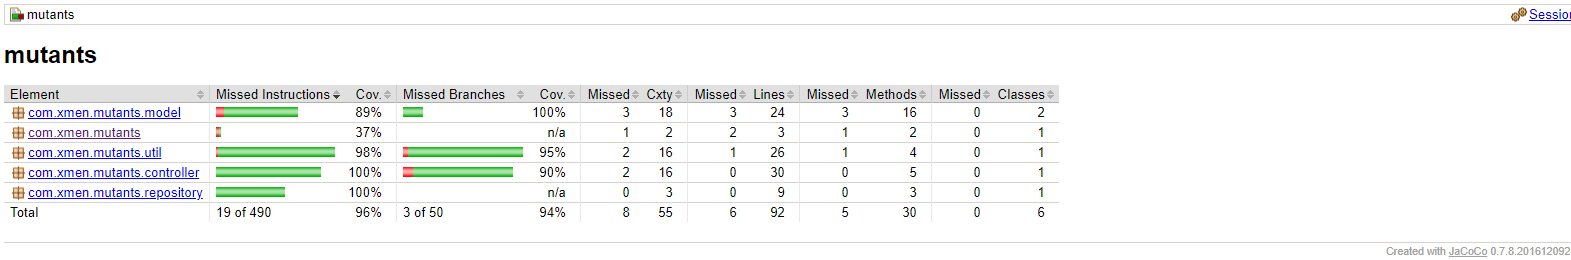 mutants Session
mutants
Element Missed Instructions Cov. Missed Branches Cov. Missed Cxty Missed Lines Missed Methods Missed Classes
com.xmen.mutants.model 89% 100% 3 18 3 24 3 16 0 2
com.xmen.mutants 37% n/a 1 2 2 3 1 2 0 1
com.xmen.mutants.util 98% 95% 2 16 1 26 1 4 0 1
com.xmen.mutants.controller 100% 90% 2 16 0 30 0 5 0 1
com.xmen.mutants.repository 100% n/a 0 3 0 9 0 3 0 1
Total 19 of 490 96% 3 of 50 94% 8 55 6 92 5 30 0 6
Created with JaCoCo 0.7.8.201612092